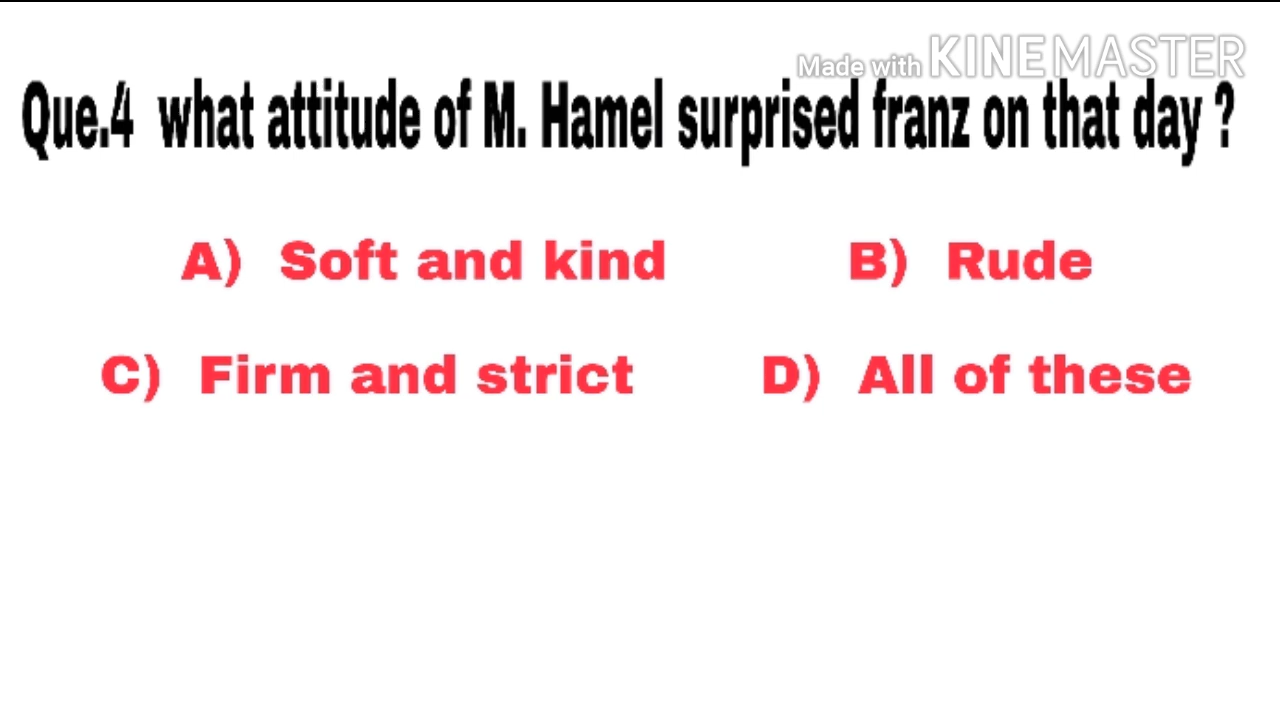 Made with KINEMASTER
Que.4 what attitude of M. Hamel surprised franz on that day ?
A) Soft and kind B) Rude
C) Firm and strict D) All of these